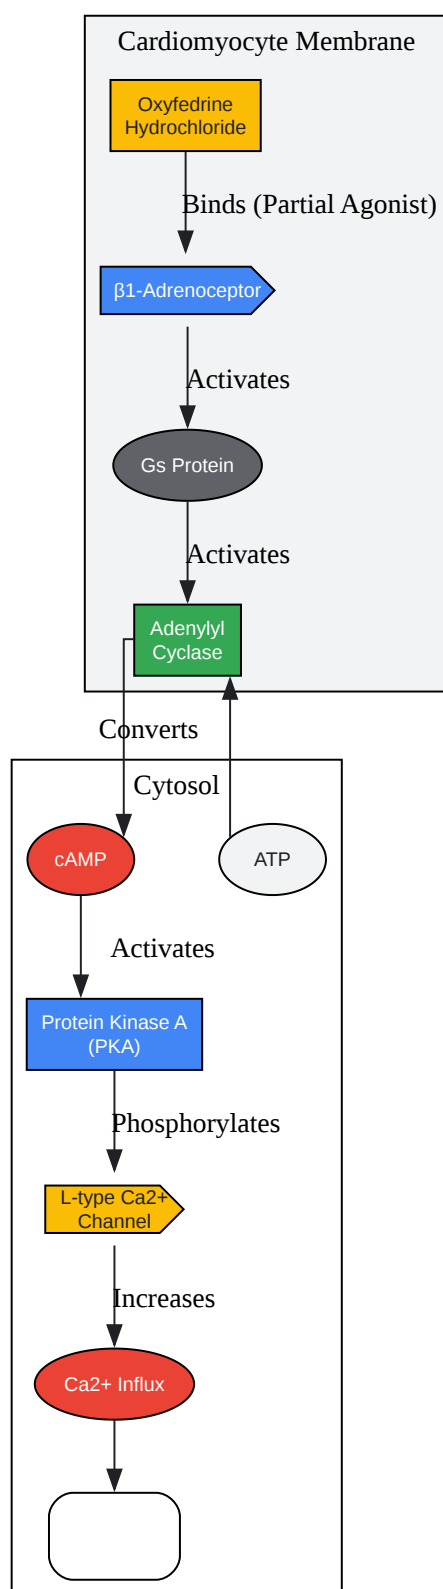 Cardiomyocyte Membrane
Oxyfedrine
Hydrochloride
Binds (Partial Agonist)
β1-Adrenoceptor
Activates
Gs Protein
Activates
Adenylyl
Cyclase
Converts
Cytosol
cAMP
ATP
Activates
Protein Kinase A
(PKA)
Phosphorylates
L-type Ca2+
Channel
Increases
Ca2+ Influx